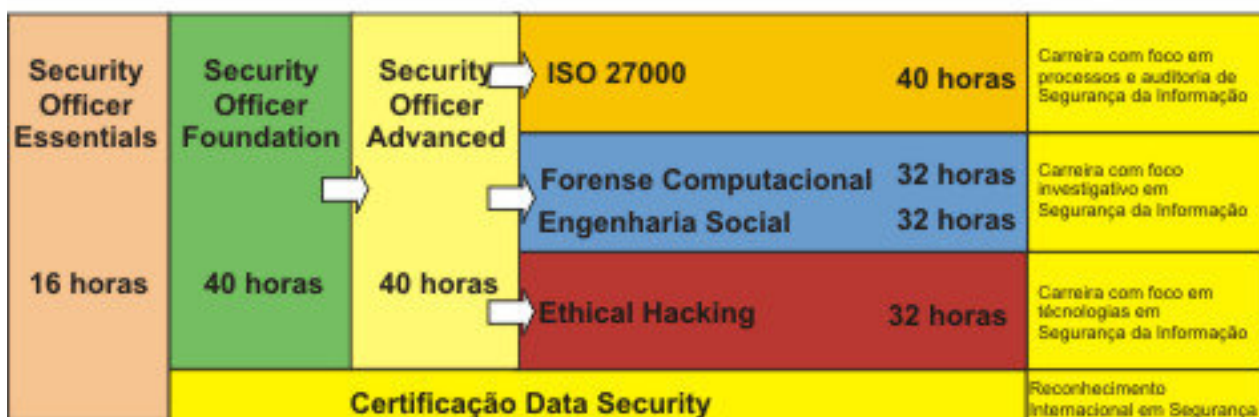 Security
Officer
Essentials
16 horas
Security
Officer
Foundation
40 horas
Security
Officer
Advanced
40 horas
ISO 27000 40 horas
Carreira com foco em
processos e auditoria de
Segurança da Informação
Forense Computacional 32 horas
Engenharia Social 32 horas
Carreira com foco
investigativo em
Segurança da Informação
Ethical Hacking 32 horas
Carreira com foco em
técnologias em
Segurança da Informação
Certificação Data Security
Reconhecimento
Internacional em Segurança